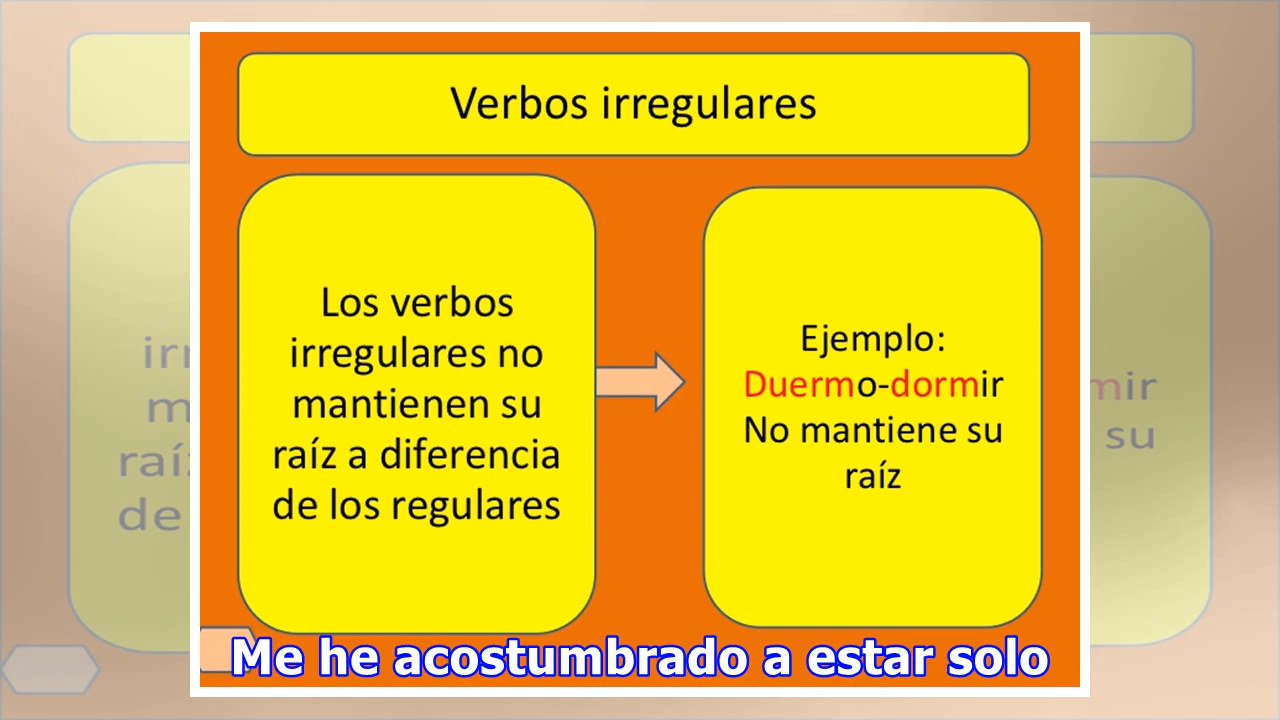 Verbos irregulares
Los verbos
irregulares no
mantienen su
raíz a diferencia
de los regulares
Ejemplo:
Duermo-dormir
No mantiene su
raíz
Me he acostumbrado a estar solo